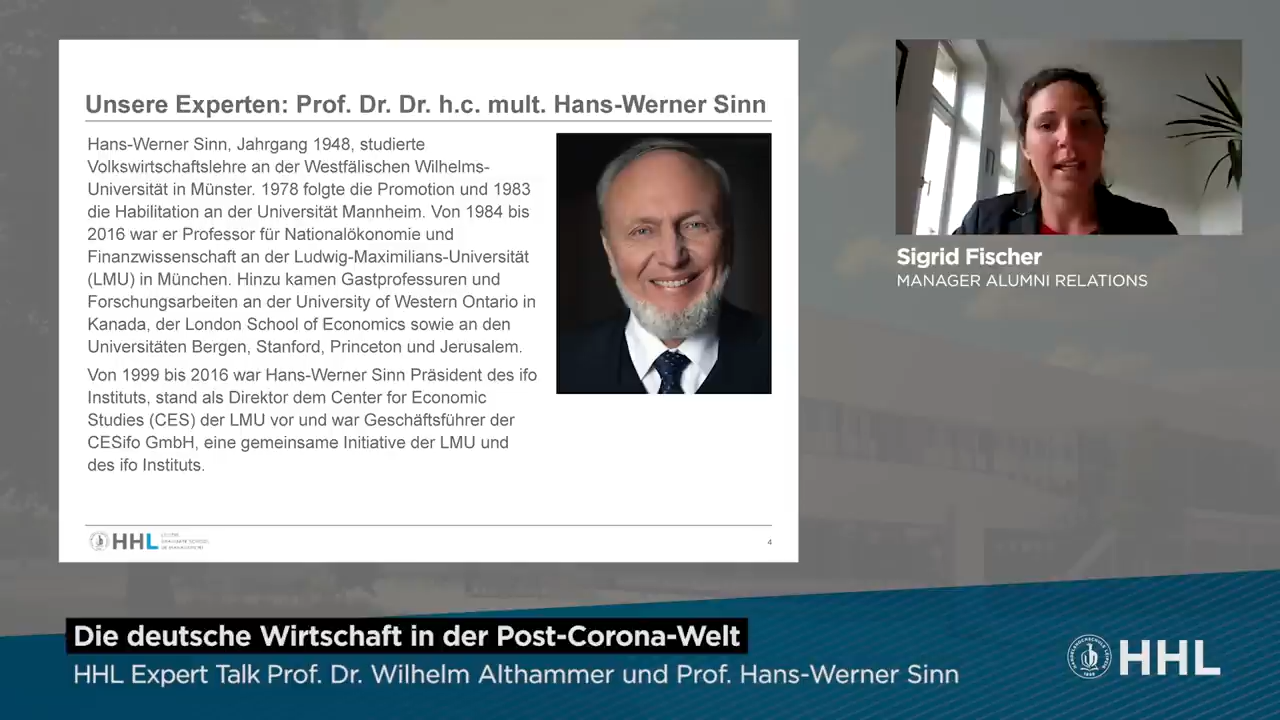 Unsere Experten: Prof. Dr. Dr. h.c. mult. Hans-Werner Sinn
Hans-Werner Sinn, Jahrgang 1948, studierte
Volkswirtschaftslehre an der Westfälischen Wilhelms-
Universität in Münster. 1978 folgte die Promotion und 1983
die Habilitation an der Universität Mannheim. Von 1984 bis
2016 war er Professor für Nationalökonomie und
Finanzwissenschaft an der Ludwig-Maximilians-Universität
(LMU) in München. Hinzu kamen Gastprofessuren und
Forschungsarbeiten an der University of Western Ontario in
Kanada, der London School of Economics sowie an den
Universitäten Bergen, Stanford, Princeton und Jerusalem.
Von 1999 bis 2016 war Hans-Werner Sinn Präsident des ifo
Instituts, stand als Direktor dem Center for Economic
Studies (CES) der LMU vor und war Geschäftsführer der
CESifo GmbH, eine gemeinsame Initiative der LMU und
des ifo Instituts.
HHL
4
Sigrid Fischer
MANAGER ALUMNI RELATIONS
Die deutsche Wirtschaft in der Post-Corona-Welt
HHL Expert Talk Prof. Dr. Wilhelm Althammer und Prof. Hans-Werner Sinn
HHL